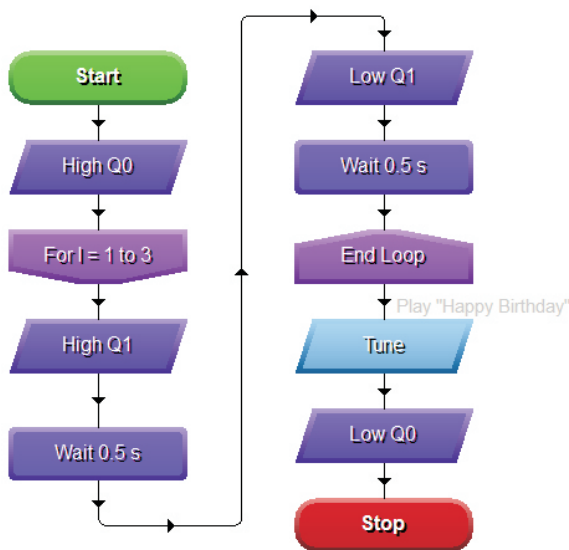 Start
High Q0
For I = 1 to 3
High Q1
Wait 0.5 s
Low Q1
Wait 0.5 s
End Loop
Play "Happy Birthday"
Tune
Low Q0
Stop